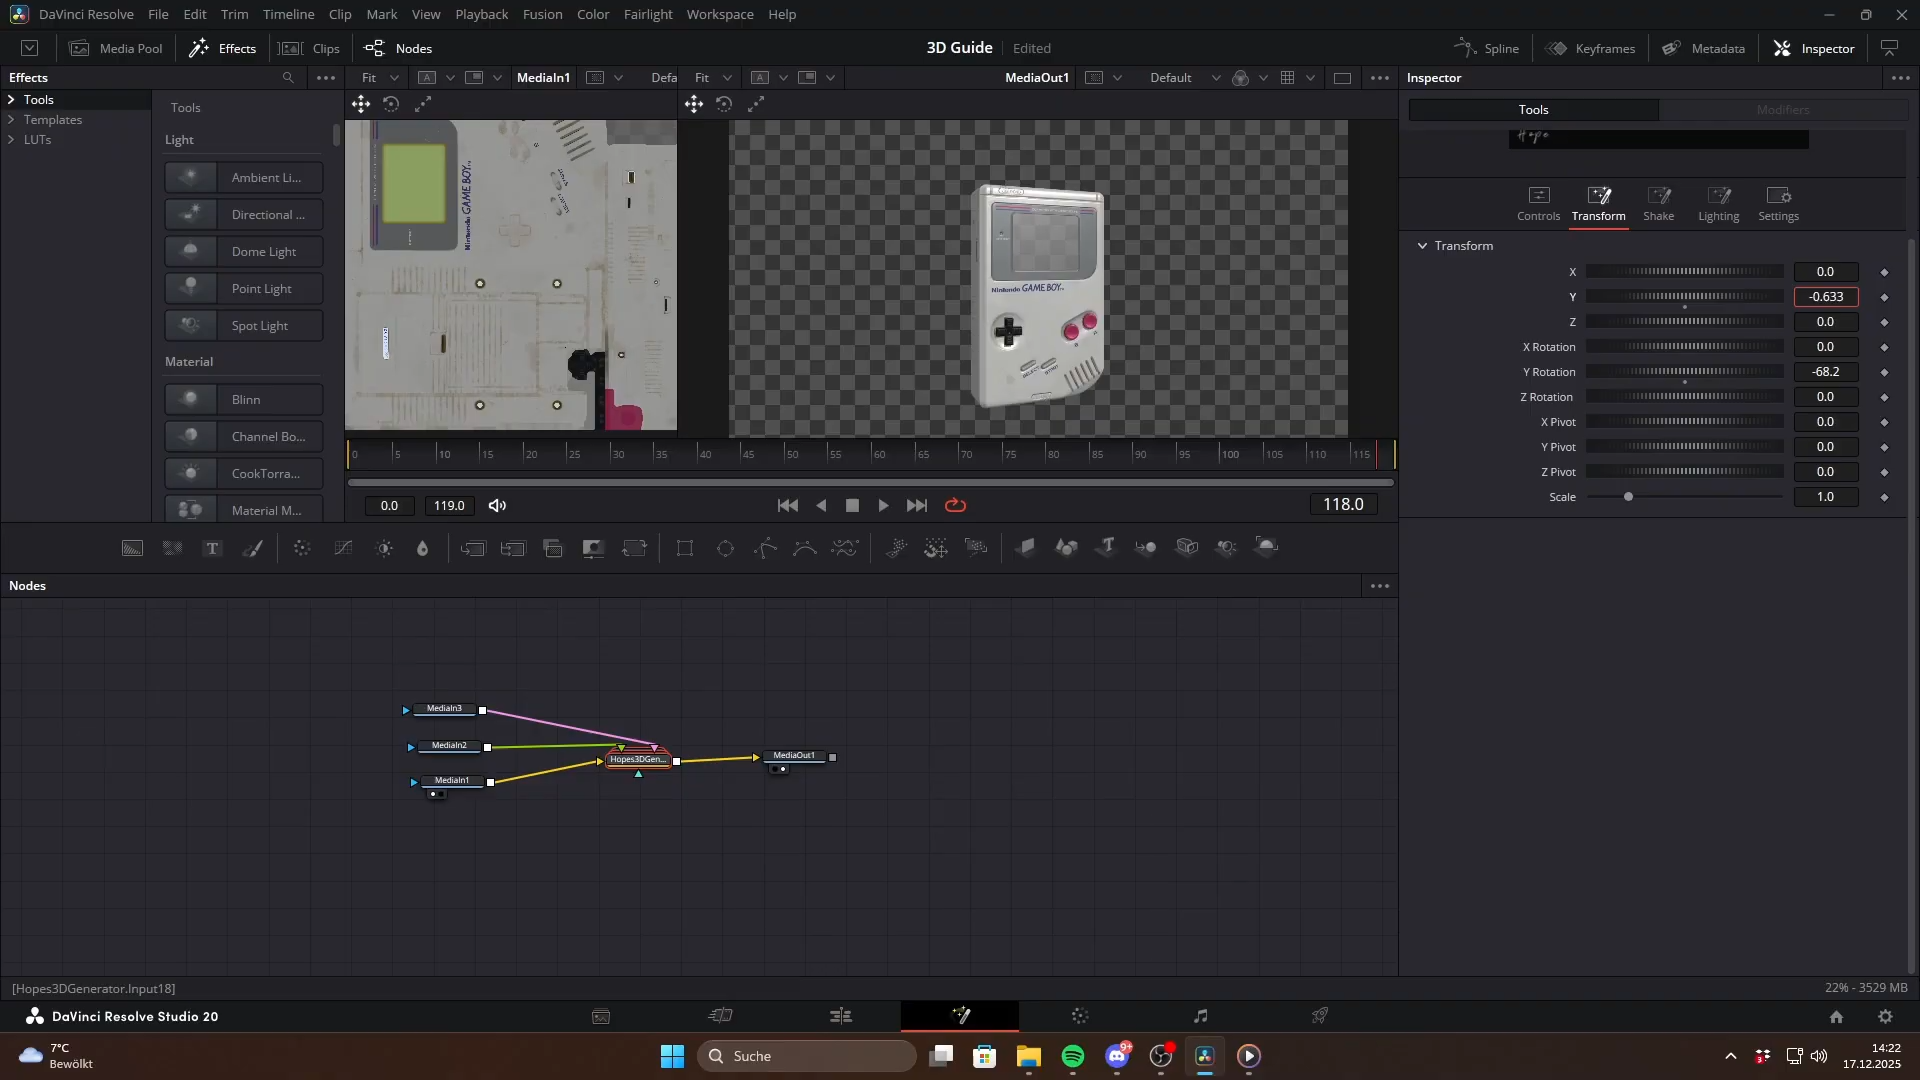 DaVinci Resolve File Edit Trim Timeline Clip Mark View Playback Fusion Color Fairlight Workspace Help
Media Pool Effects Clips Nodes 3D Guide Edited Spline Keyframes Metadata Inspector
Effects Fit MediaIn1 Defa Fit MediaOut1 Default Inspector
Tools
Templates
LUTs
Tools
Light
Ambient Li...
Directional ...
Dome Light
Point Light
Spot Light
Material
Blinn
Channel Bo...
CookTorra...
Material M...
Nintendo GAME BOY
Nintendo GAME BOY
SELECT START
0 5 10 15 20 25 30 35 40 45 50 55 60 65 70 75 80 85 90 95 100 105 110 115
0.0 119.0 118.0
Tools Modifiers
Hope
Controls Transform Shake Lighting Settings
Transform
X 0.0
Y -0.633
Z 0.0
X Rotation 0.0
Y Rotation -68.2
Z Rotation 0.0
X Pivot 0.0
Y Pivot 0.0
Z Pivot 0.0
Scale 1.0
Nodes
MediaIn3
MediaIn2
MediaIn1
Hopes3DGen...
MediaOut1
[Hopes3DGenerator.Input18] 22% - 3529 MB
DaVinci Resolve Studio 20
7°C
Bewölkt
Suche
9+
3
14:22
17.12.2025